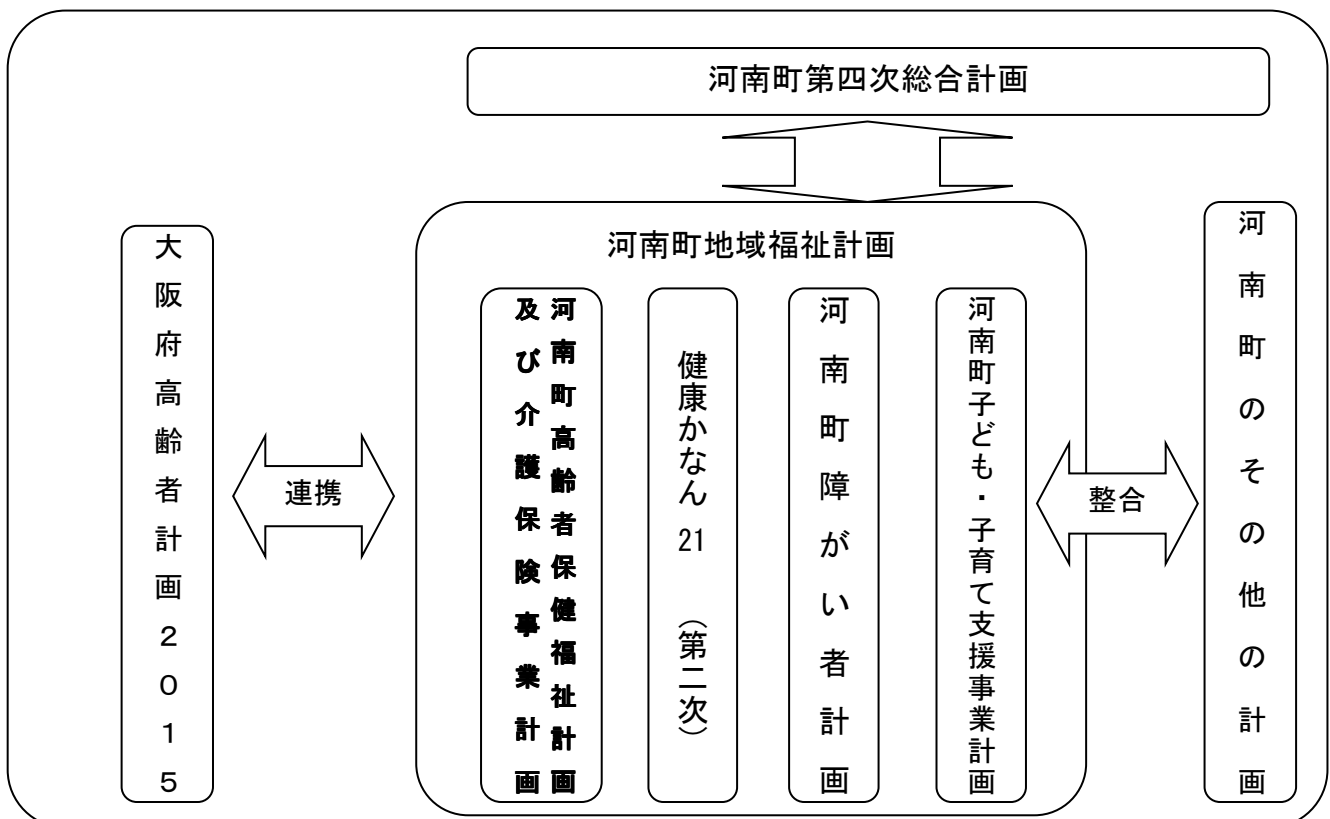 河南町第四次総合計画
河南町地域福祉計画
大阪府高齢者計画２０１５
連携
河南町高齢者保健福祉計画
及び介護保険事業計画
健康かなん 21 （第二次）
河南町障がい者計画
河南町子ども・子育て支援事業計画
整合
河南町のその他の計画